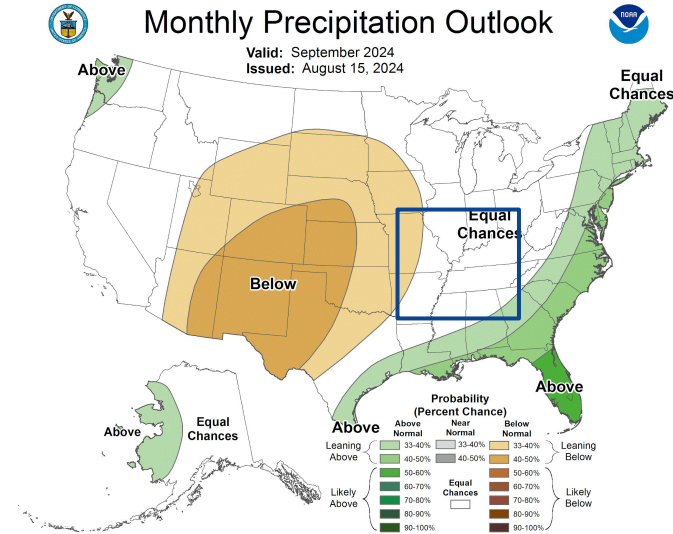 Monthly Precipitation Outlook
NOAA
Valid: September 2024
Issued: August 15, 2024
Above
Equal
Chances
Equal
Chances
Below
Above
Above
Above
Equal
Chances
Probability
(Percent Chance)
Above
Normal
Near
Normal
Below
Normal
Leaning
Above
33-40%
33-40%
33-40%
Leaning
Below
40-50%
40-50%
40-50%
Likely
Above
50-60%
50-60%
Likely
Below
60-70%
Equal
Chances
60-70%
70-80%
70-80%
80-90%
80-90%
90-100%
90-100%